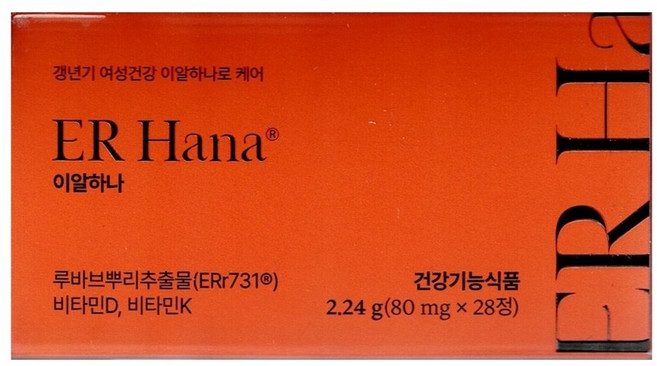 갱년기 여성건강 이알하나로 케어
ER Hana®
이알하나
루바브뿌리추출물(ERr731®)
비타민D, 비타민K
건강기능식품
2.24 g(80 mg × 28정)
ER Ha